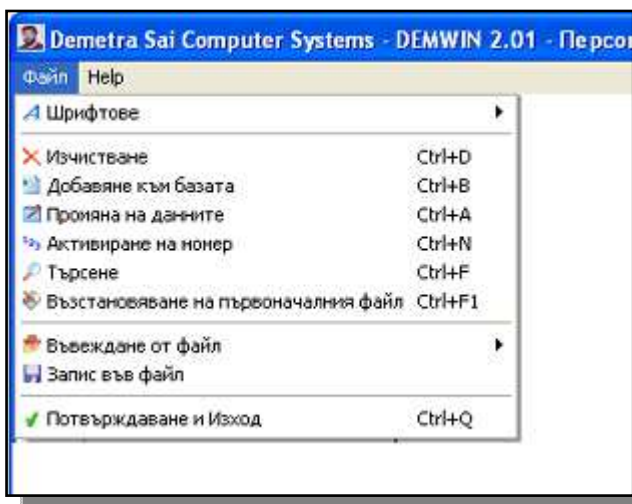 Demetra Sai Computer Systems - DEMWIN 2.01 - Персо
Файл Help
Шрифтове
Изчистване Ctrl+D
Добавяне към базата Ctrl+B
Промяна на данните Ctrl+A
Активиране на номер Ctrl+N
Търсене Ctrl+F
Възстановяване на първоначалния файл Ctrl+F1
Въвеждане от файл
Запис във файл
Потвърждаване и Изход Ctrl+Q